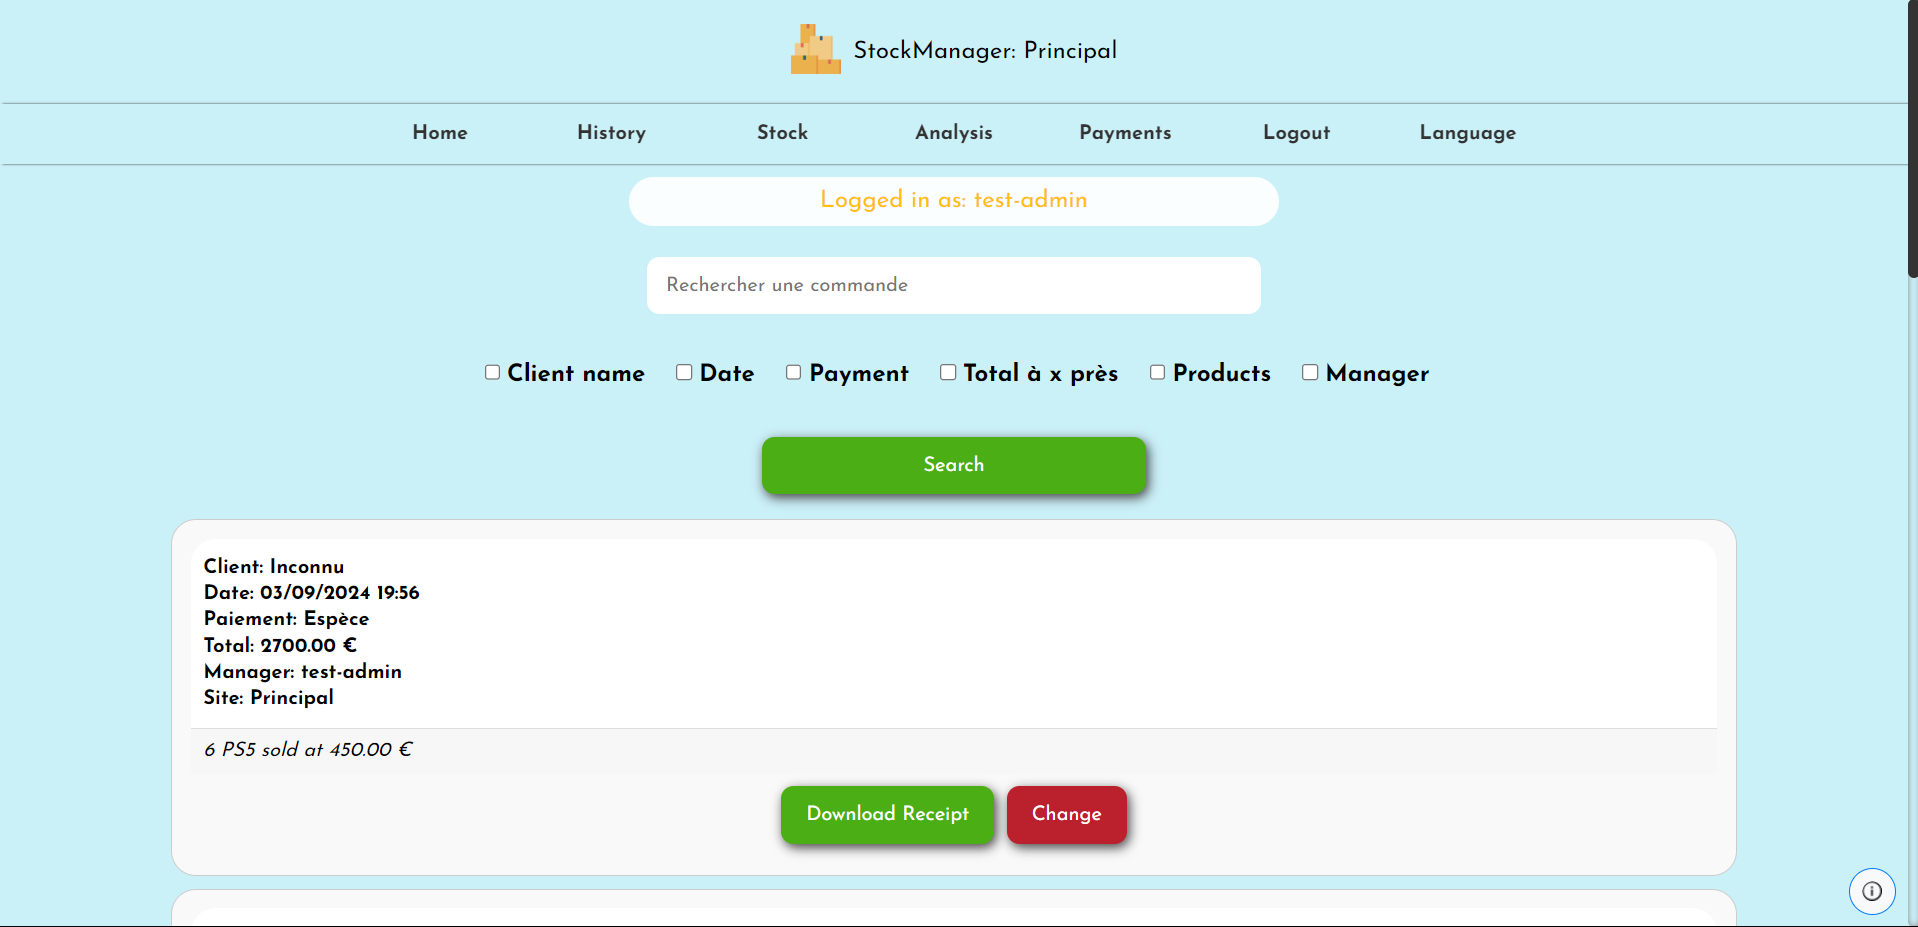 StockManager: Principal
Home History Stock Analysis Payments Logout Language
Logged in as: test-admin
Rechercher une commande
Client name Date Payment Total à x près Products Manager
Search
Client: Inconnu
Date: 03/09/2024 19:56
Paiement: Espèce
Total: 2700.00 €
Manager: test-admin
Site: Principal
6 PS5 sold at 450.00 €
Download Receipt Change